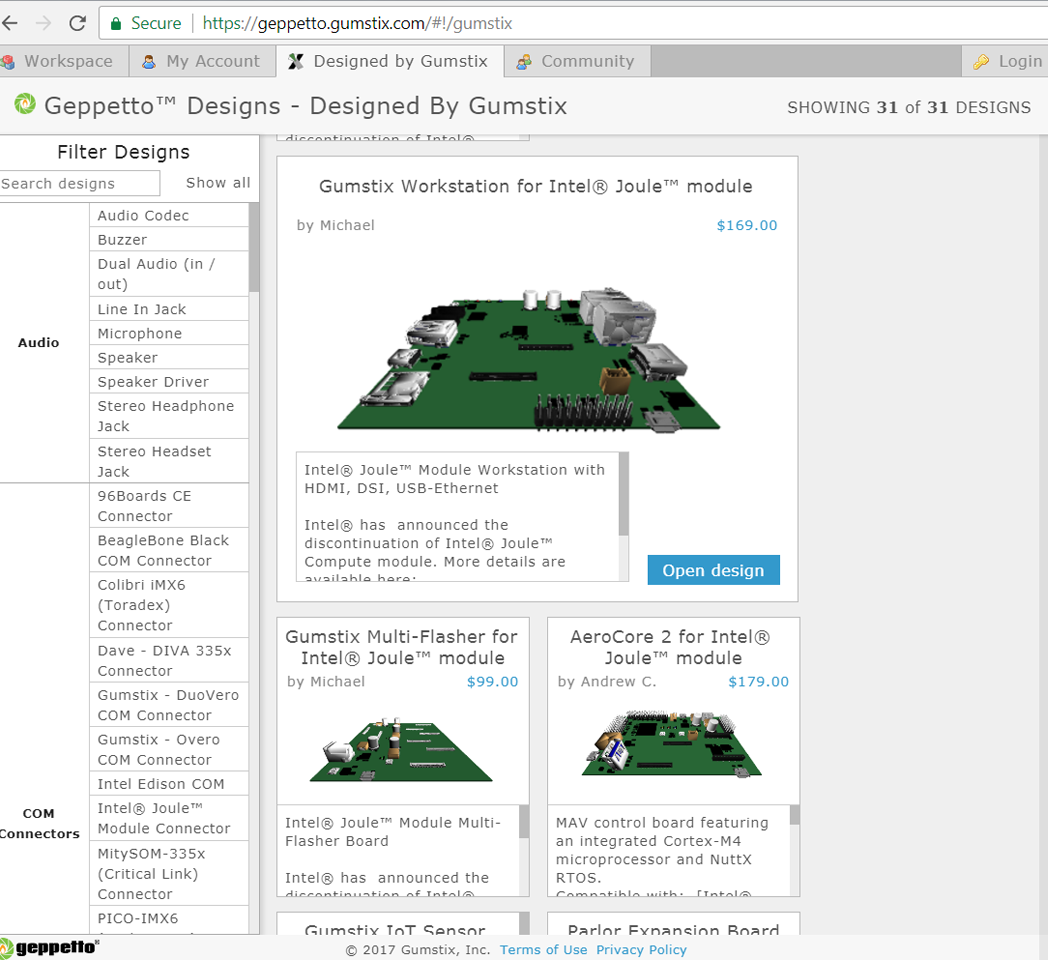 Secure https://geppetto.gumstix.com/#!/gumstix
Workspace My Account Designed by Gumstix Community Login
Geppetto™ Designs - Designed By Gumstix SHOWING 31 of 31 DESIGNS
Filter Designs
Search designs Show all
Audio
Audio Codec
Buzzer
Dual Audio (in /
out)
Line In Jack
Microphone
Speaker
Speaker Driver
Stereo Headphone
Jack
Stereo Headset
Jack
COM
Connectors
96Boards CE
Connector
BeagleBone Black
COM Connector
Colibri iMX6
(Toradex)
Connector
Dave - DIVA 335x
Connector
Gumstix - DuoVero
COM Connector
Gumstix - Overo
COM Connector
Intel Edison COM
Intel® Joule™
Module Connector
MitySOM-335x
(Critical Link)
Connector
PICO-IMX6
discontinuation of Intel®
Gumstix Workstation for Intel® Joule™ module
by Michael $169.00
Intel® Joule™ Module Workstation with
HDMI, DSI, USB-Ethernet
Intel® has announced the
discontinuation of Intel® Joule™
Compute module. More details are
available here:
Open design
Gumstix Multi-Flasher for
Intel® Joule™ module
by Michael $99.00
Intel® Joule™ Module Multi-
Flasher Board
Intel® has announced the
discontinuation of Intel®
AeroCore 2 for Intel®
Joule™ module
by Andrew C. $179.00
MAV control board featuring
an integrated Cortex-M4
microprocessor and NuttX
RTOS.
Compatible with: [Intel®
Gumstix IoT Sensor
Parlor Expansion Board
geppetto® © 2017 Gumstix, Inc. Terms of Use Privacy Policy